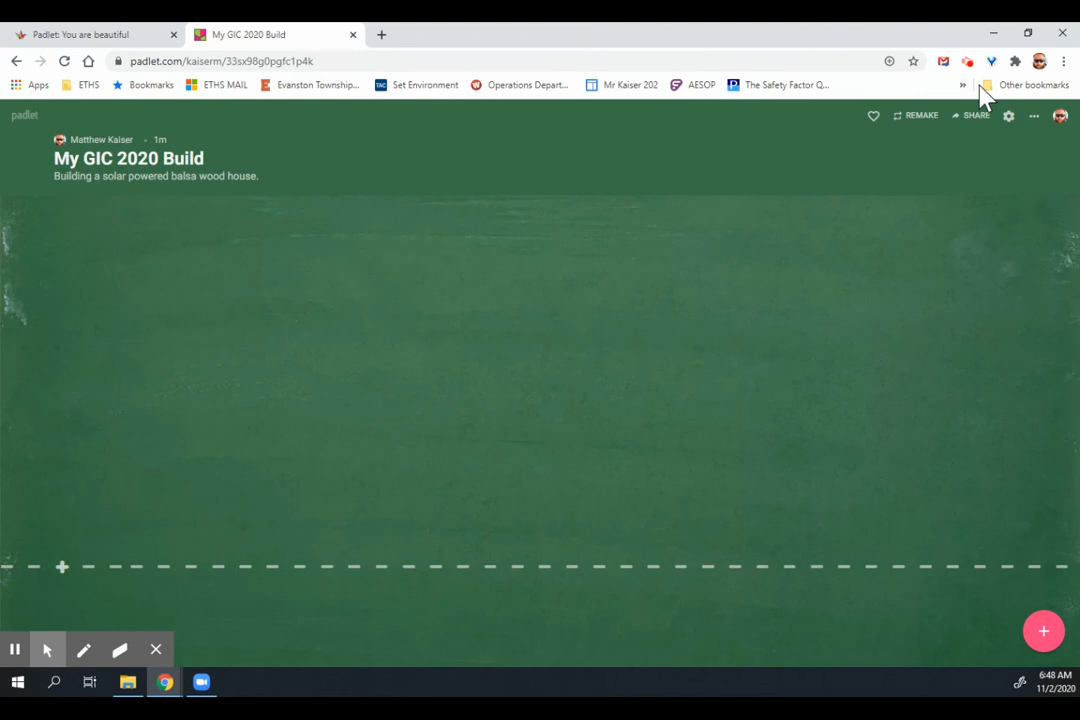 Padlet: You are beautiful
My GIC 2020 Build
padlet.com/kaiserm/33sx98g0pgfc1p4k
Apps ETHS Bookmarks ETHS MAIL Evanston Township... Set Environment Operations Depart... Mr Kaiser 202 AESOP The Safety Factor Q... » Other bookmarks
padlet
REMAKE SHARE
Matthew Kaiser • 1m
My GIC 2020 Build
Building a solar powered balsa wood house.
6:48 AM
11/2/2020